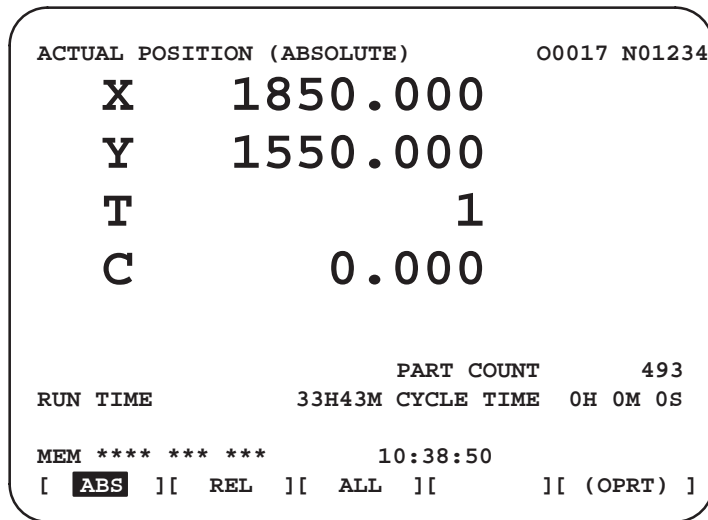 ACTUAL POSITION (ABSOLUTE) O0017 N01234
X 1850.000
Y 1550.000
T 1
C 0.000
PART COUNT 493
RUN TIME 33H43M CYCLE TIME 0H 0M 0S
MEM **** *** *** 10:38:50
[ ABS ][ REL ][ ALL ][ ][ (OPRT) ]